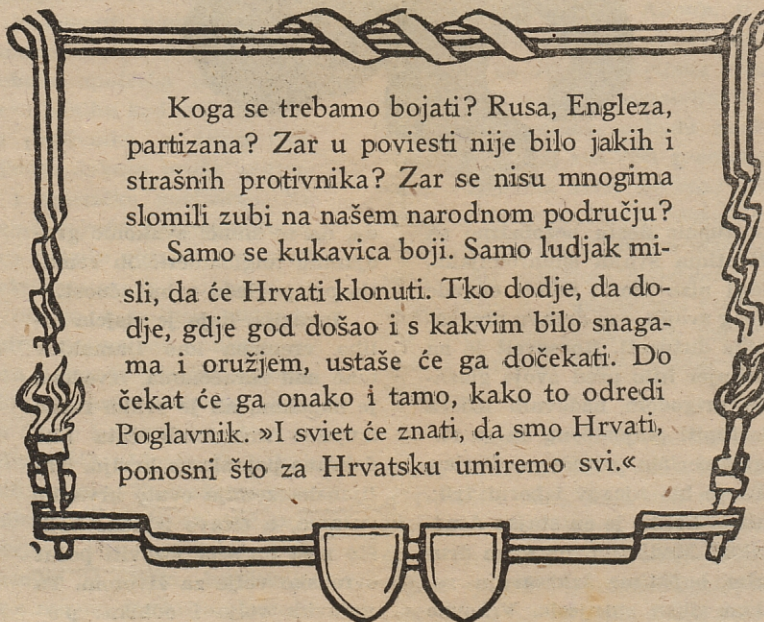 Koga se trebamo bojati? Rusa, Engleza,
partizana? Zar u poviesti nije bilo jakih i
strašnih protivnika? Zar se nisu mnogima
slomili zubi na našem narodnom području?
Samo se kukavica boji. Samo ludjak mi-
sli, da će Hrvati klonuti. Tko dodje, da do-
dje, gdje god došao i s kakvim bilo snaga-
ma i oružjem, ustaše će ga dočekati. Do
čekat će ga onako i tamo, kako to odredi
Poglavnik. »I sviet će znati, da smo Hrvati,
ponosni što za Hrvatsku umiremo svi.«